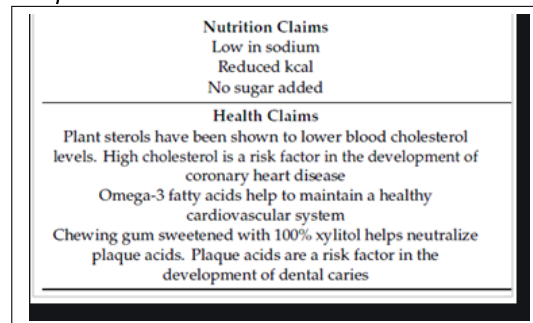 Nutrition Claims
Low in sodium
Reduced kcal
No sugar added
Health Claims
Plant sterols have been shown to lower blood cholesterol
levels. High cholesterol is a risk factor in the development of
coronary heart disease
Omega-3 fatty acids help to maintain a healthy
cardiovascular system
Chewing gum sweetened with 100% xylitol helps neutralize
plaque acids. Plaque acids are a risk factor in the
development of dental caries